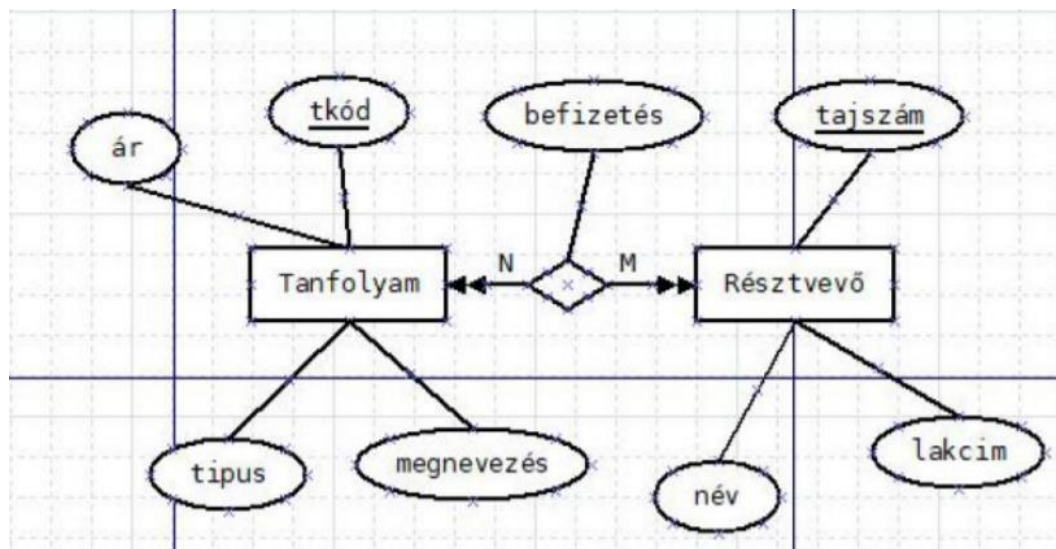 ár
tkód
befizetés
tajszám
Tanfolyam
N
M
Résztvevő
tipus
megnevezés
név
lakcim